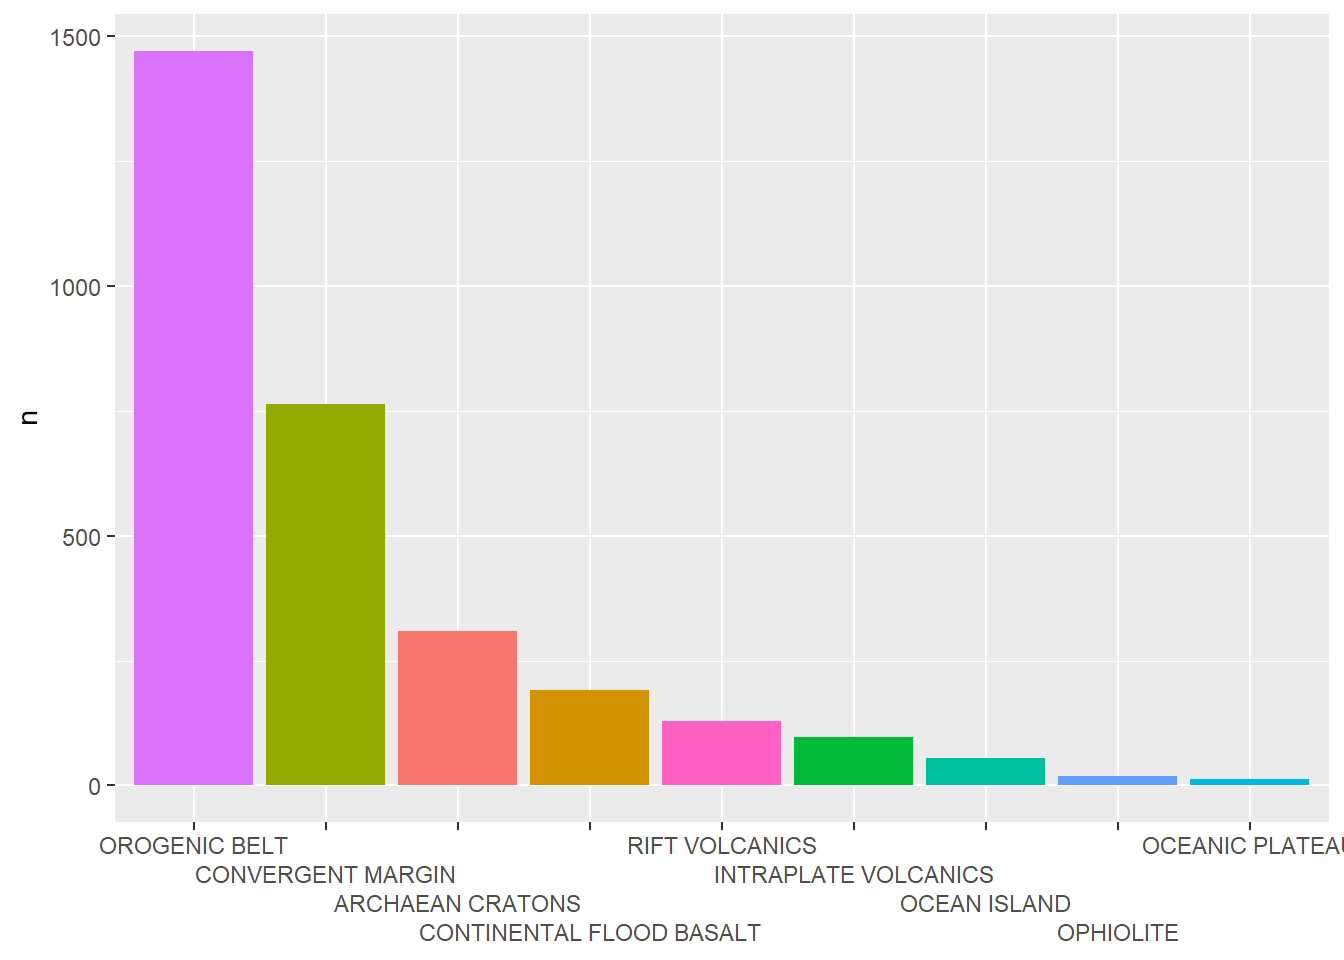 1500
1000
500
0
n
OROGENIC BELT RIFT VOLCANICS OCEANIC PLATEAU
CONVERGENT MARGIN INTRAPLATE VOLCANICS
ARCHAEAN CRATONS OCEAN ISLAND
CONTINENTAL FLOOD BASALT OPHIOLITE